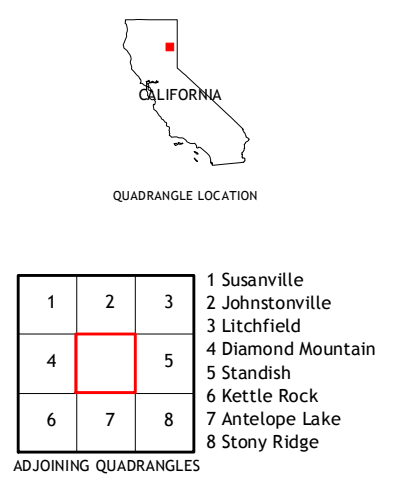 CALIFORNIA
QUADRANGLE LOCATION
1 2 3
4 5
6 7 8
ADJOINING QUADRANGLES
1 Susanville
2 Johnstonville
3 Litchfield
4 Diamond Mountain
5 Standish
6 Kettle Rock
7 Antelope Lake
8 Stony Ridge